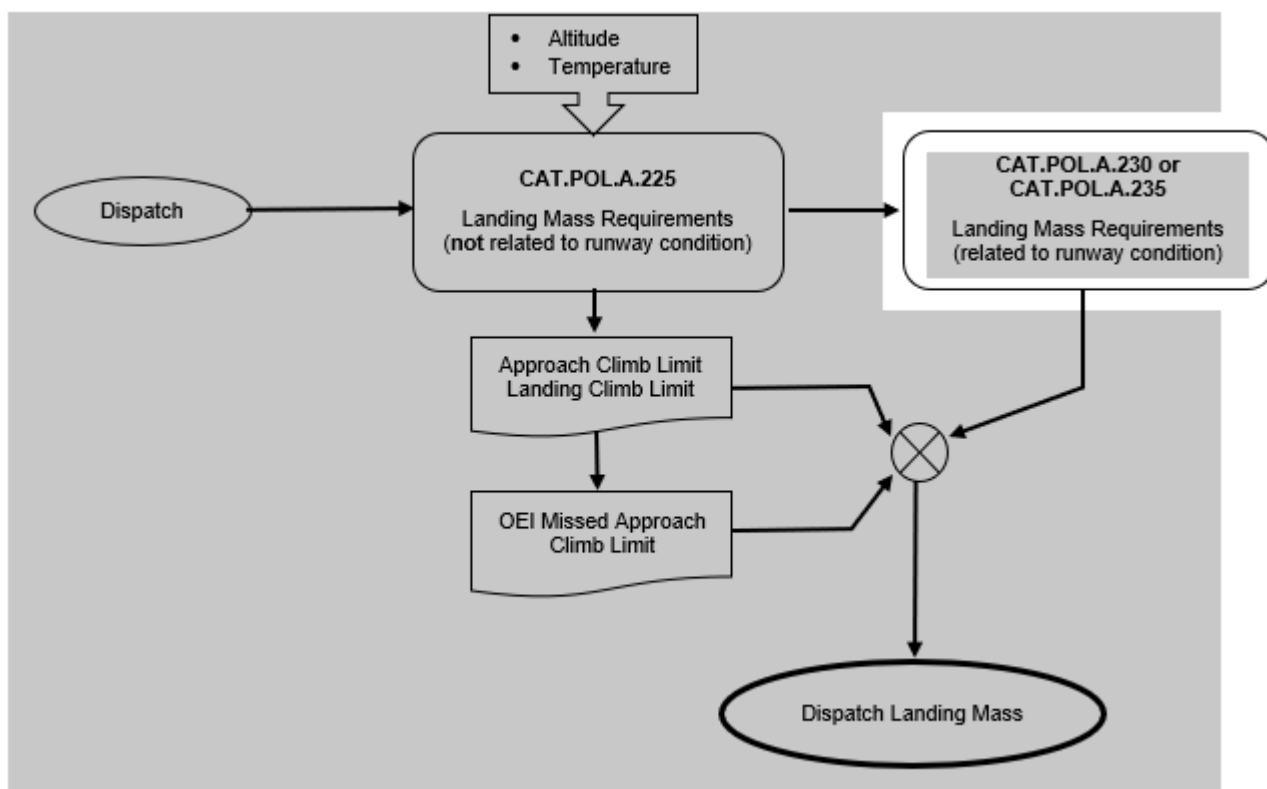 • Altitude
• Temperature
CAT.POL.A.225
Landing Mass Requirements
(not related to runway condition)
CAT.POL.A.230 or
CAT.POL.A.235
Landing Mass Requirements
(related to runway condition)
Dispatch
Approach Climb Limit
Landing Climb Limit
OEI Missed Approach
Climb Limit
Dispatch Landing Mass